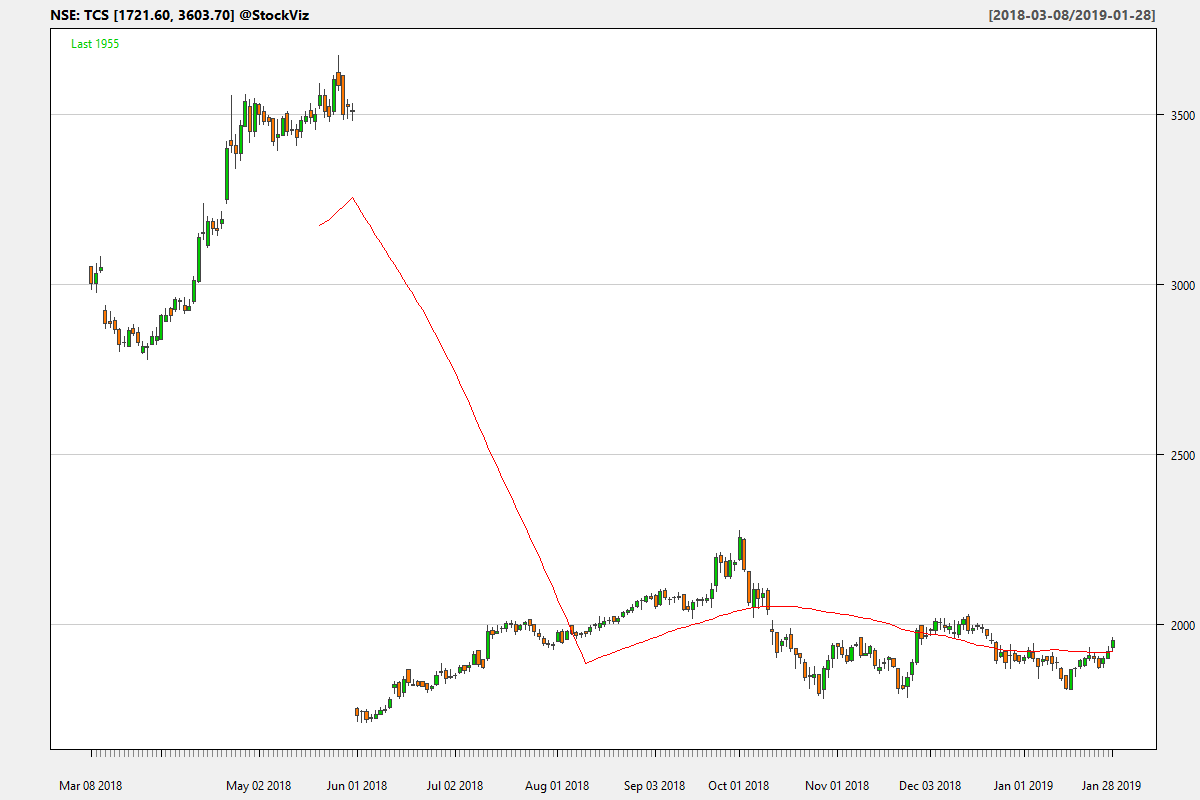 NSE: TCS [1721.60, 3603.70] @StockViz
[2018-03-08/2019-01-28]
Last 1955
3500
3000
2500
2000
Mar 08 2018
May 02 2018
Jun 01 2018
Jul 02 2018
Aug 01 2018
Sep 03 2018
Oct 01 2018
Nov 01 2018
Dec 03 2018
Jan 01 2019
Jan 28 2019